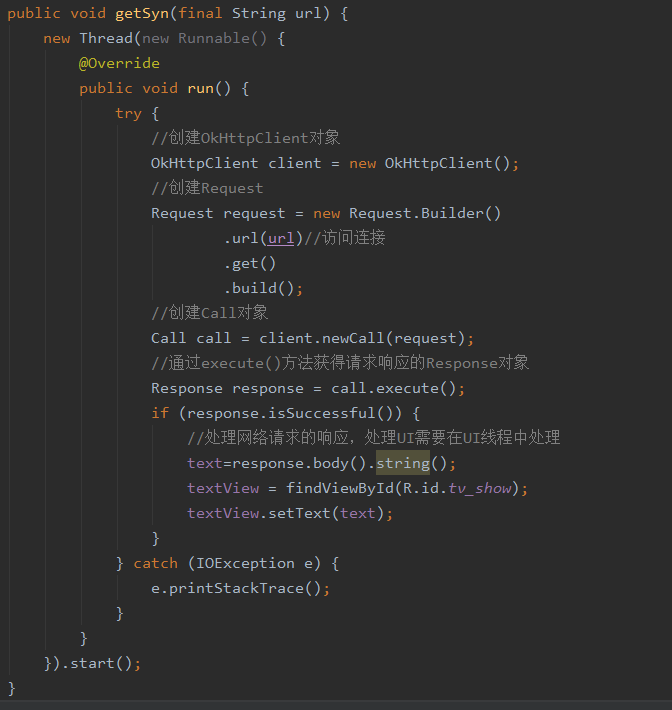 public void getSyn(final String url) {
    new Thread(new Runnable() {
        @Override
        public void run() {
            try {
                //创建OkHttpClient对象
                OkHttpClient client = new OkHttpClient();
                //创建Request
                Request request = new Request.Builder()
                        .url(url)//访问连接
                        .get()
                        .build();
                //创建Call对象
                Call call = client.newCall(request);
                //通过execute()方法获得请求响应的Response对象
                Response response = call.execute();
                if (response.isSuccessful()) {
                    //处理网络请求的响应，处理UI需要在UI线程中处理
                    text=response.body().string();
                    textView = findViewById(R.id.tv_show);
                    textView.setText(text);
                }
            } catch (IOException e) {
                e.printStackTrace();
            }
        }
    }).start();
}